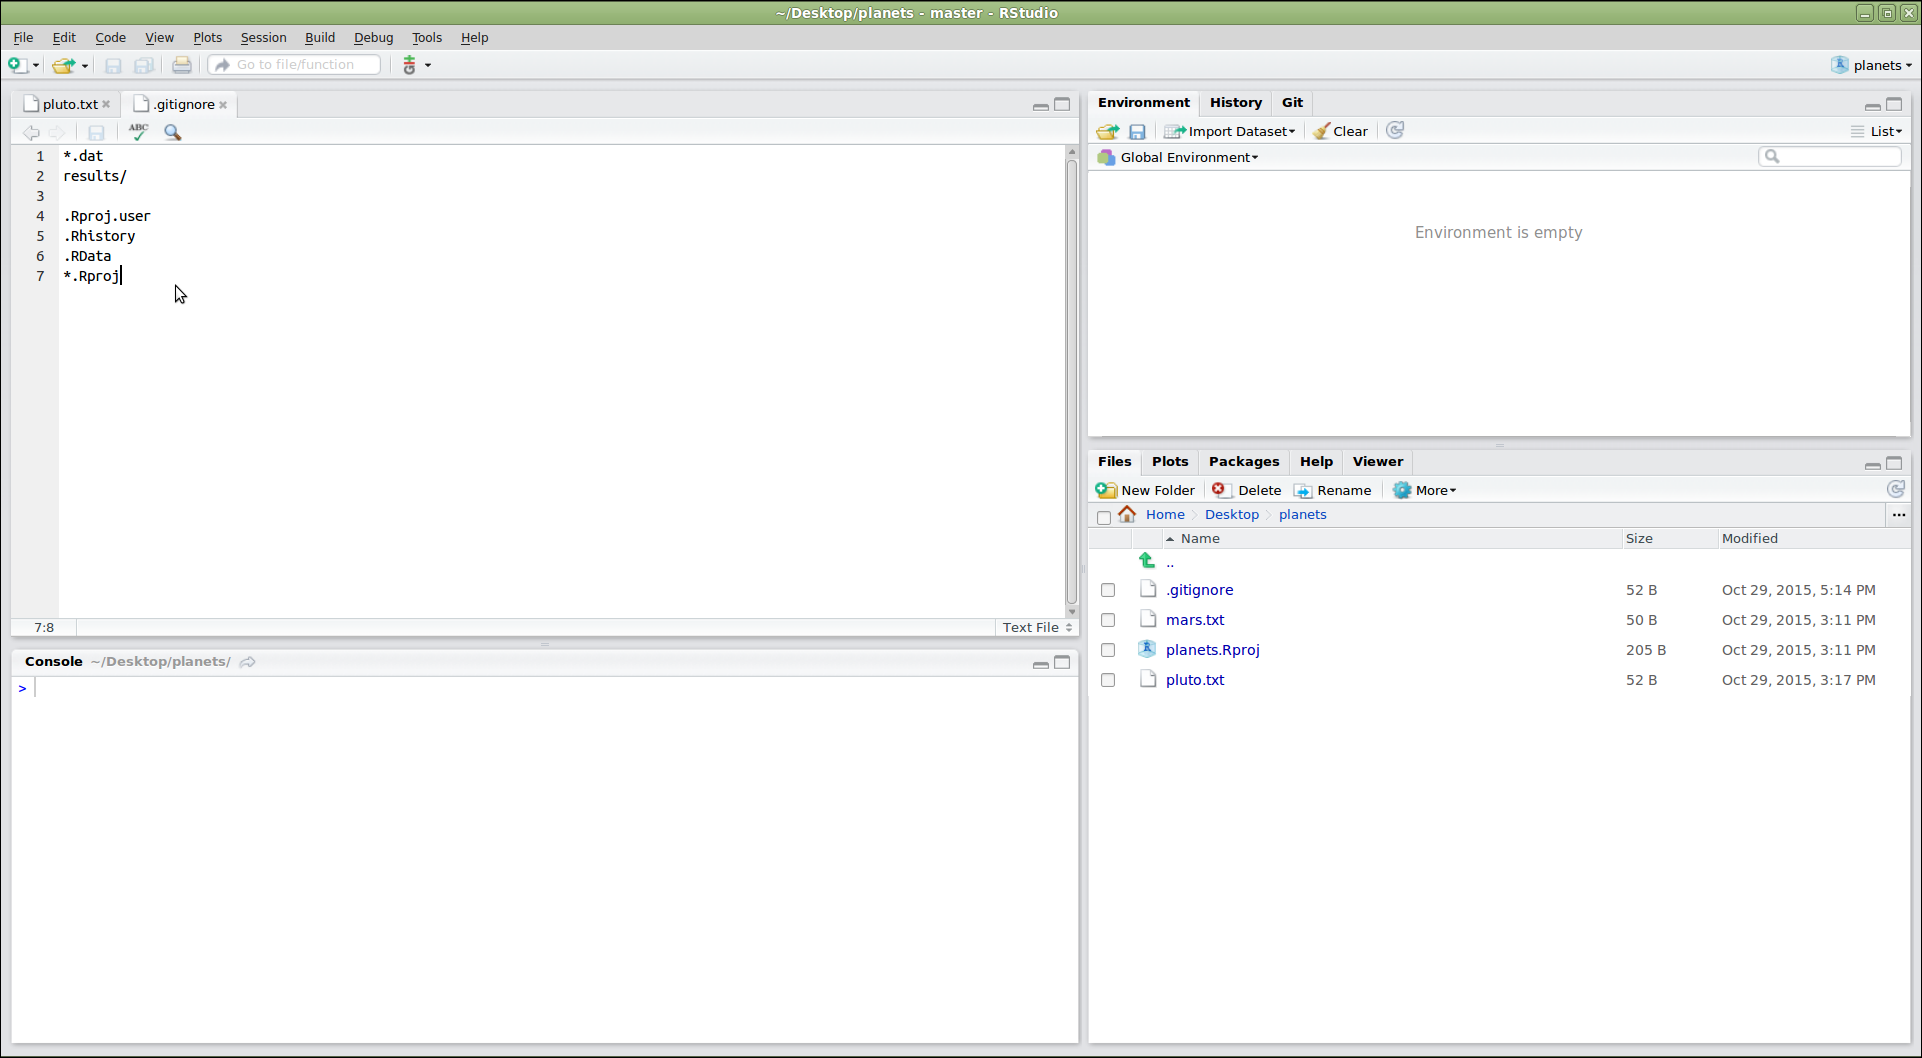 ~/Desktop/planets - master - RStudio
File Edit Code View Plots Session Build Debug Tools Help
Go to file/function
planets
pluto.txt
.gitignore
ABC
1 *.dat
2 results/
3
4 .Rproj.user
5 .Rhistory
6 .RData
7 *.Rproj
7:8
Text File
Console ~/Desktop/planets/
>
Environment History Git
Import Dataset
Clear
List
Global Environment
Environment is empty
Files Plots Packages Help Viewer
New Folder Delete Rename More
Home Desktop planets ...
Name Size Modified
..
.gitignore 52 B Oct 29, 2015, 5:14 PM
mars.txt 50 B Oct 29, 2015, 3:11 PM
planets.Rproj 205 B Oct 29, 2015, 3:11 PM
pluto.txt 52 B Oct 29, 2015, 3:17 PM